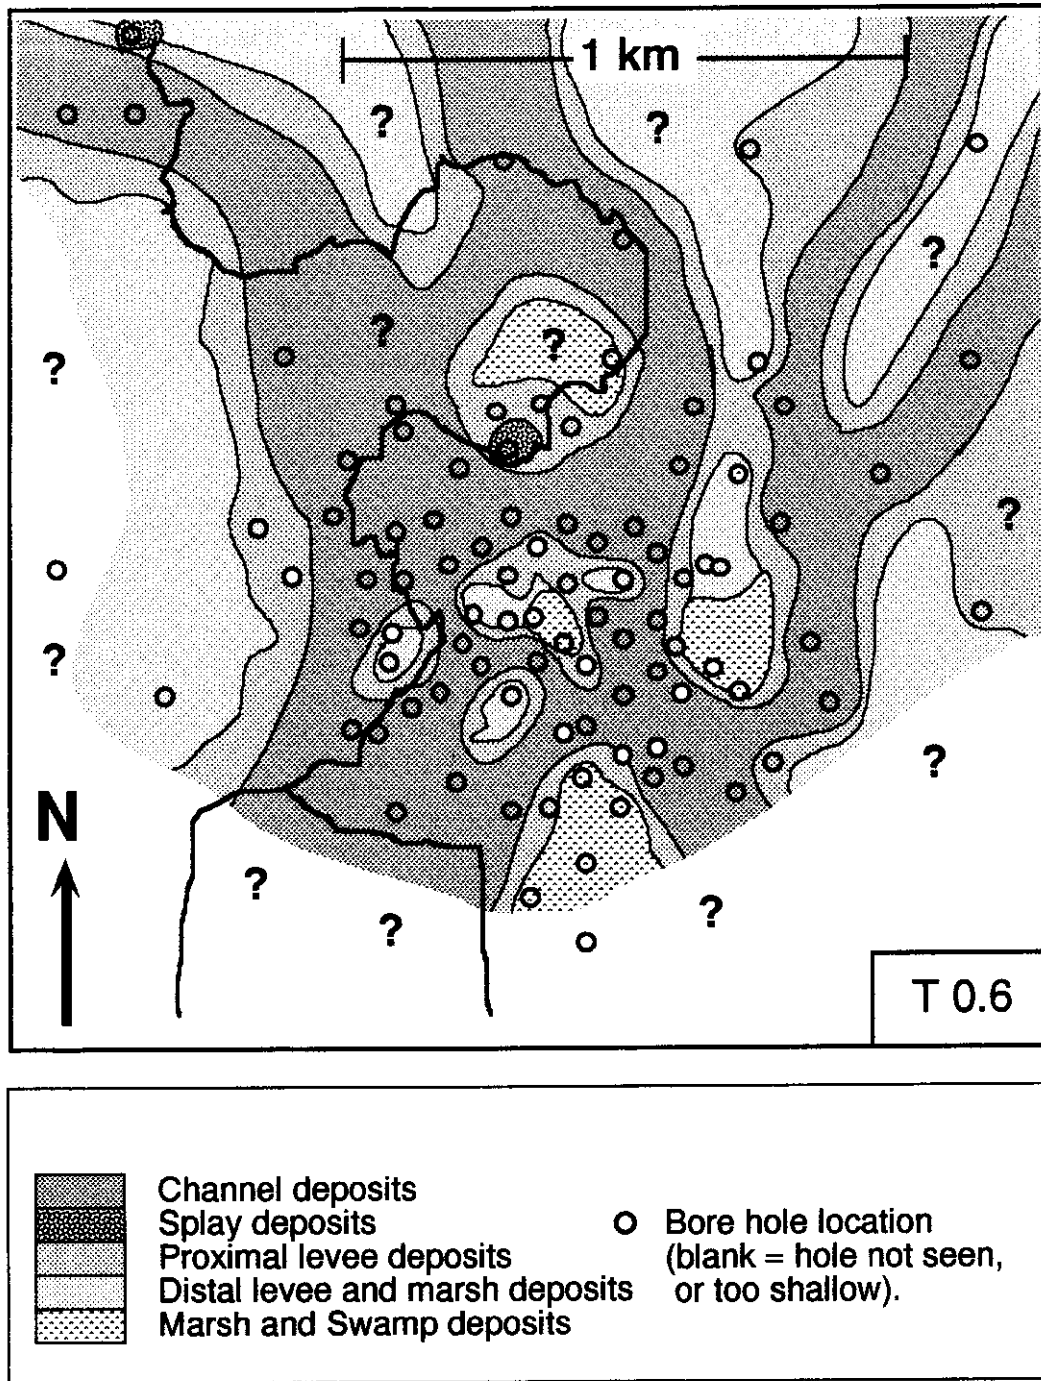 1 km
?
?
?
?
?
?
?
?
?
N
?
?
?
?
T 0.6
Channel deposits
Splay deposits
Proximal levee deposits
Distal levee and marsh deposits
Marsh and Swamp deposits
Bore hole location
(blank = hole not seen,
or too shallow).